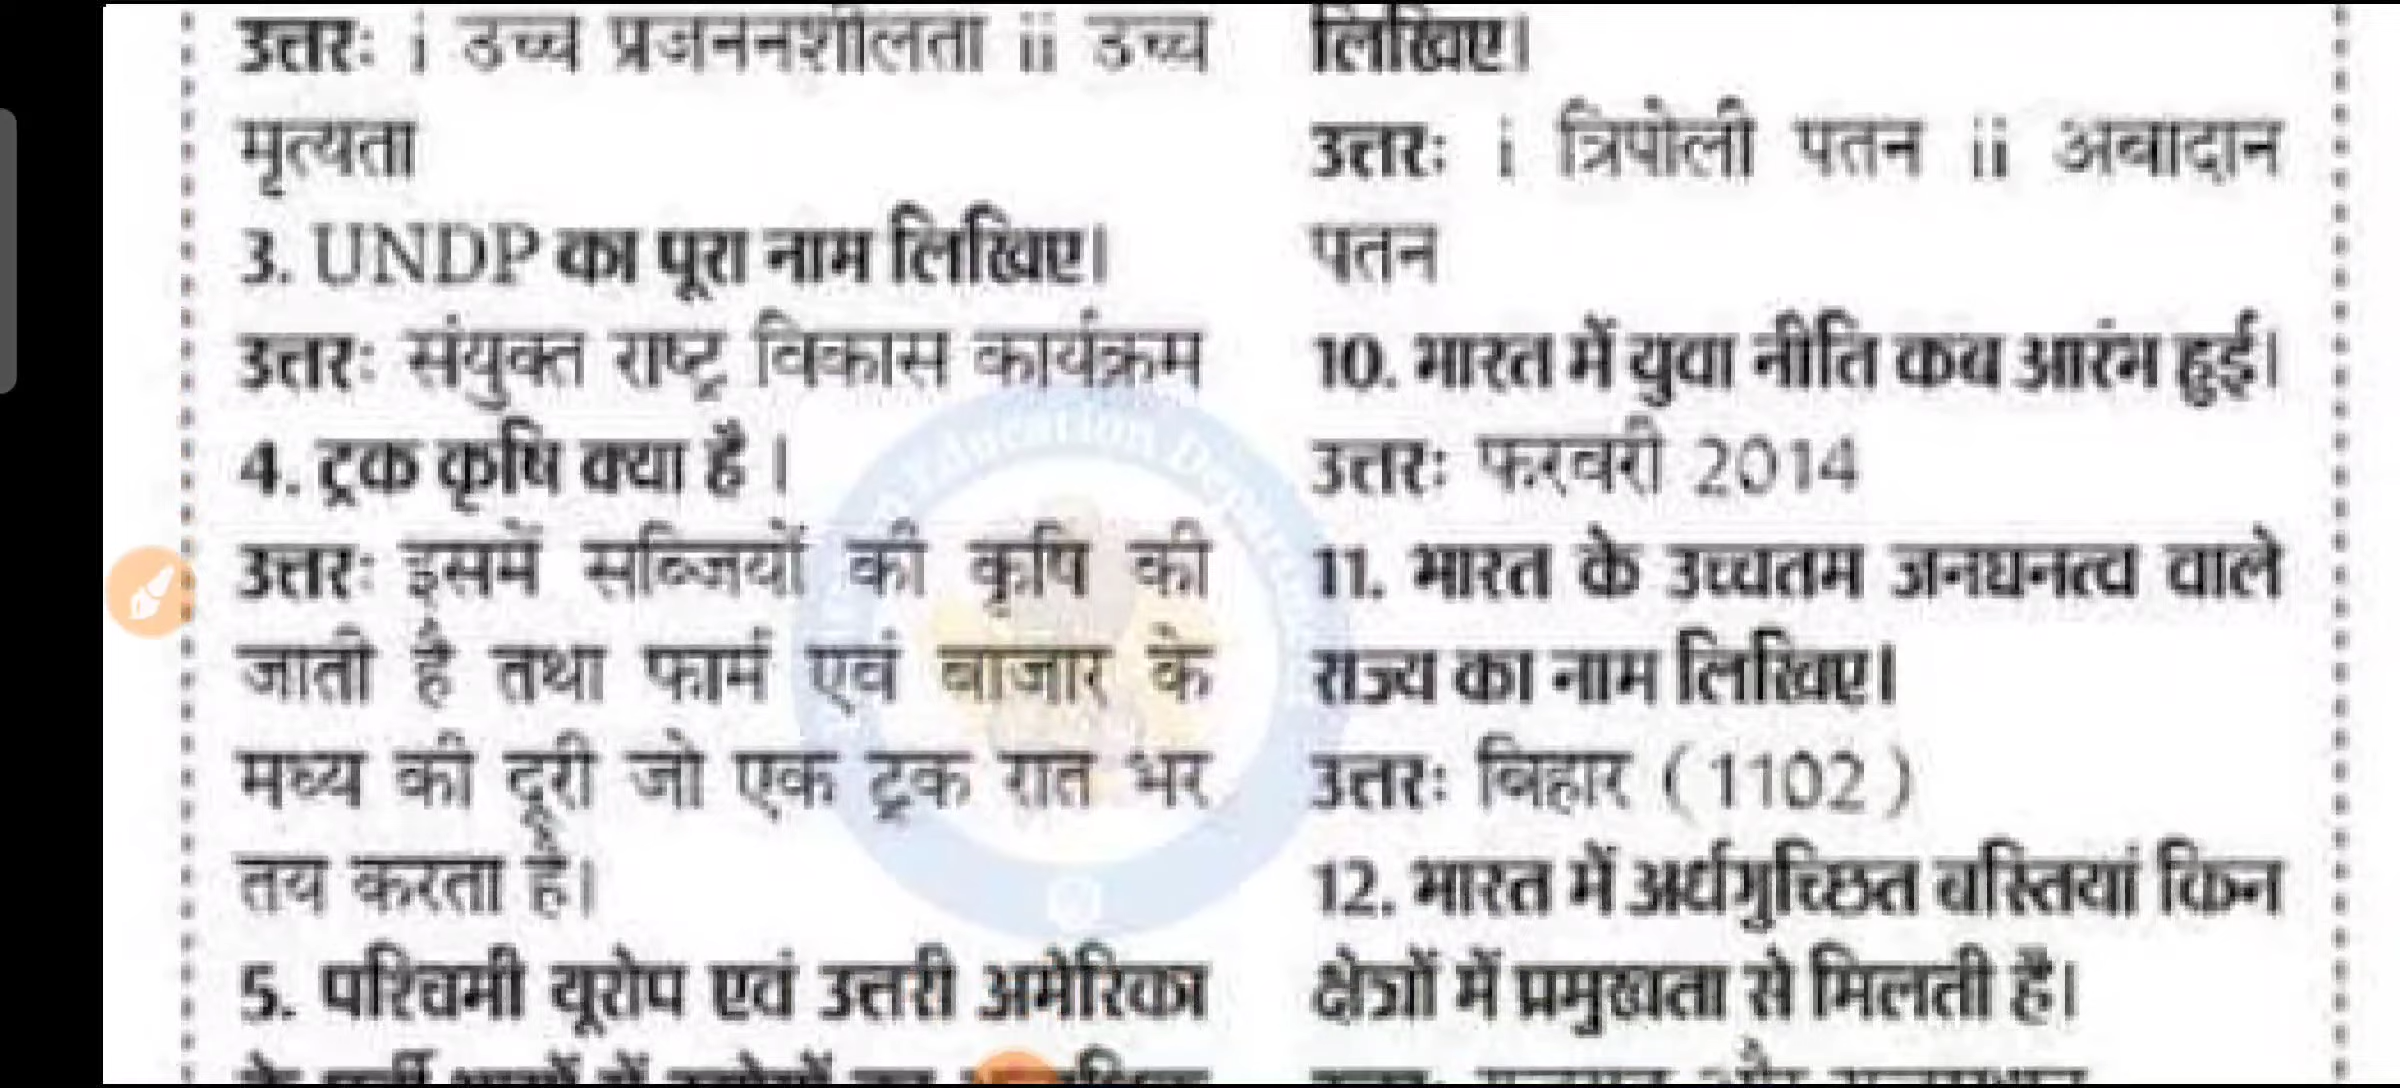 उत्तरः i उच्च प्रजननशीलता ii उच्च
मृत्यता
3. UNDP का पूरा नाम लिखिए।
उत्तरः संयुक्त राष्ट्र विकास कार्यक्रम
4. ट्रक कृषि क्या है ।
उत्तरः इसमें सब्जियों की कृषि की
जाती है तथा फार्म एवं बाजार के
मध्य की दूरी जो एक ट्रक रात भर
तय करता है।
5. पश्चिमी यूरोप एवं उत्तरी अमेरिका
लिखिए।
उत्तरः i त्रिपोली पतन ii अबादान
पतन
10. भारत में युवा नीति कब आरंभ हुई।
उत्तरः फरवरी 2014
11. भारत के उच्चतम जनघनत्व वाले
राज्य का नाम लिखिए।
उत्तरः बिहार (1102)
12. भारत में अर्धगुच्छित बस्तियां किन
क्षेत्रों में प्रमुखता से मिलती है।
Education